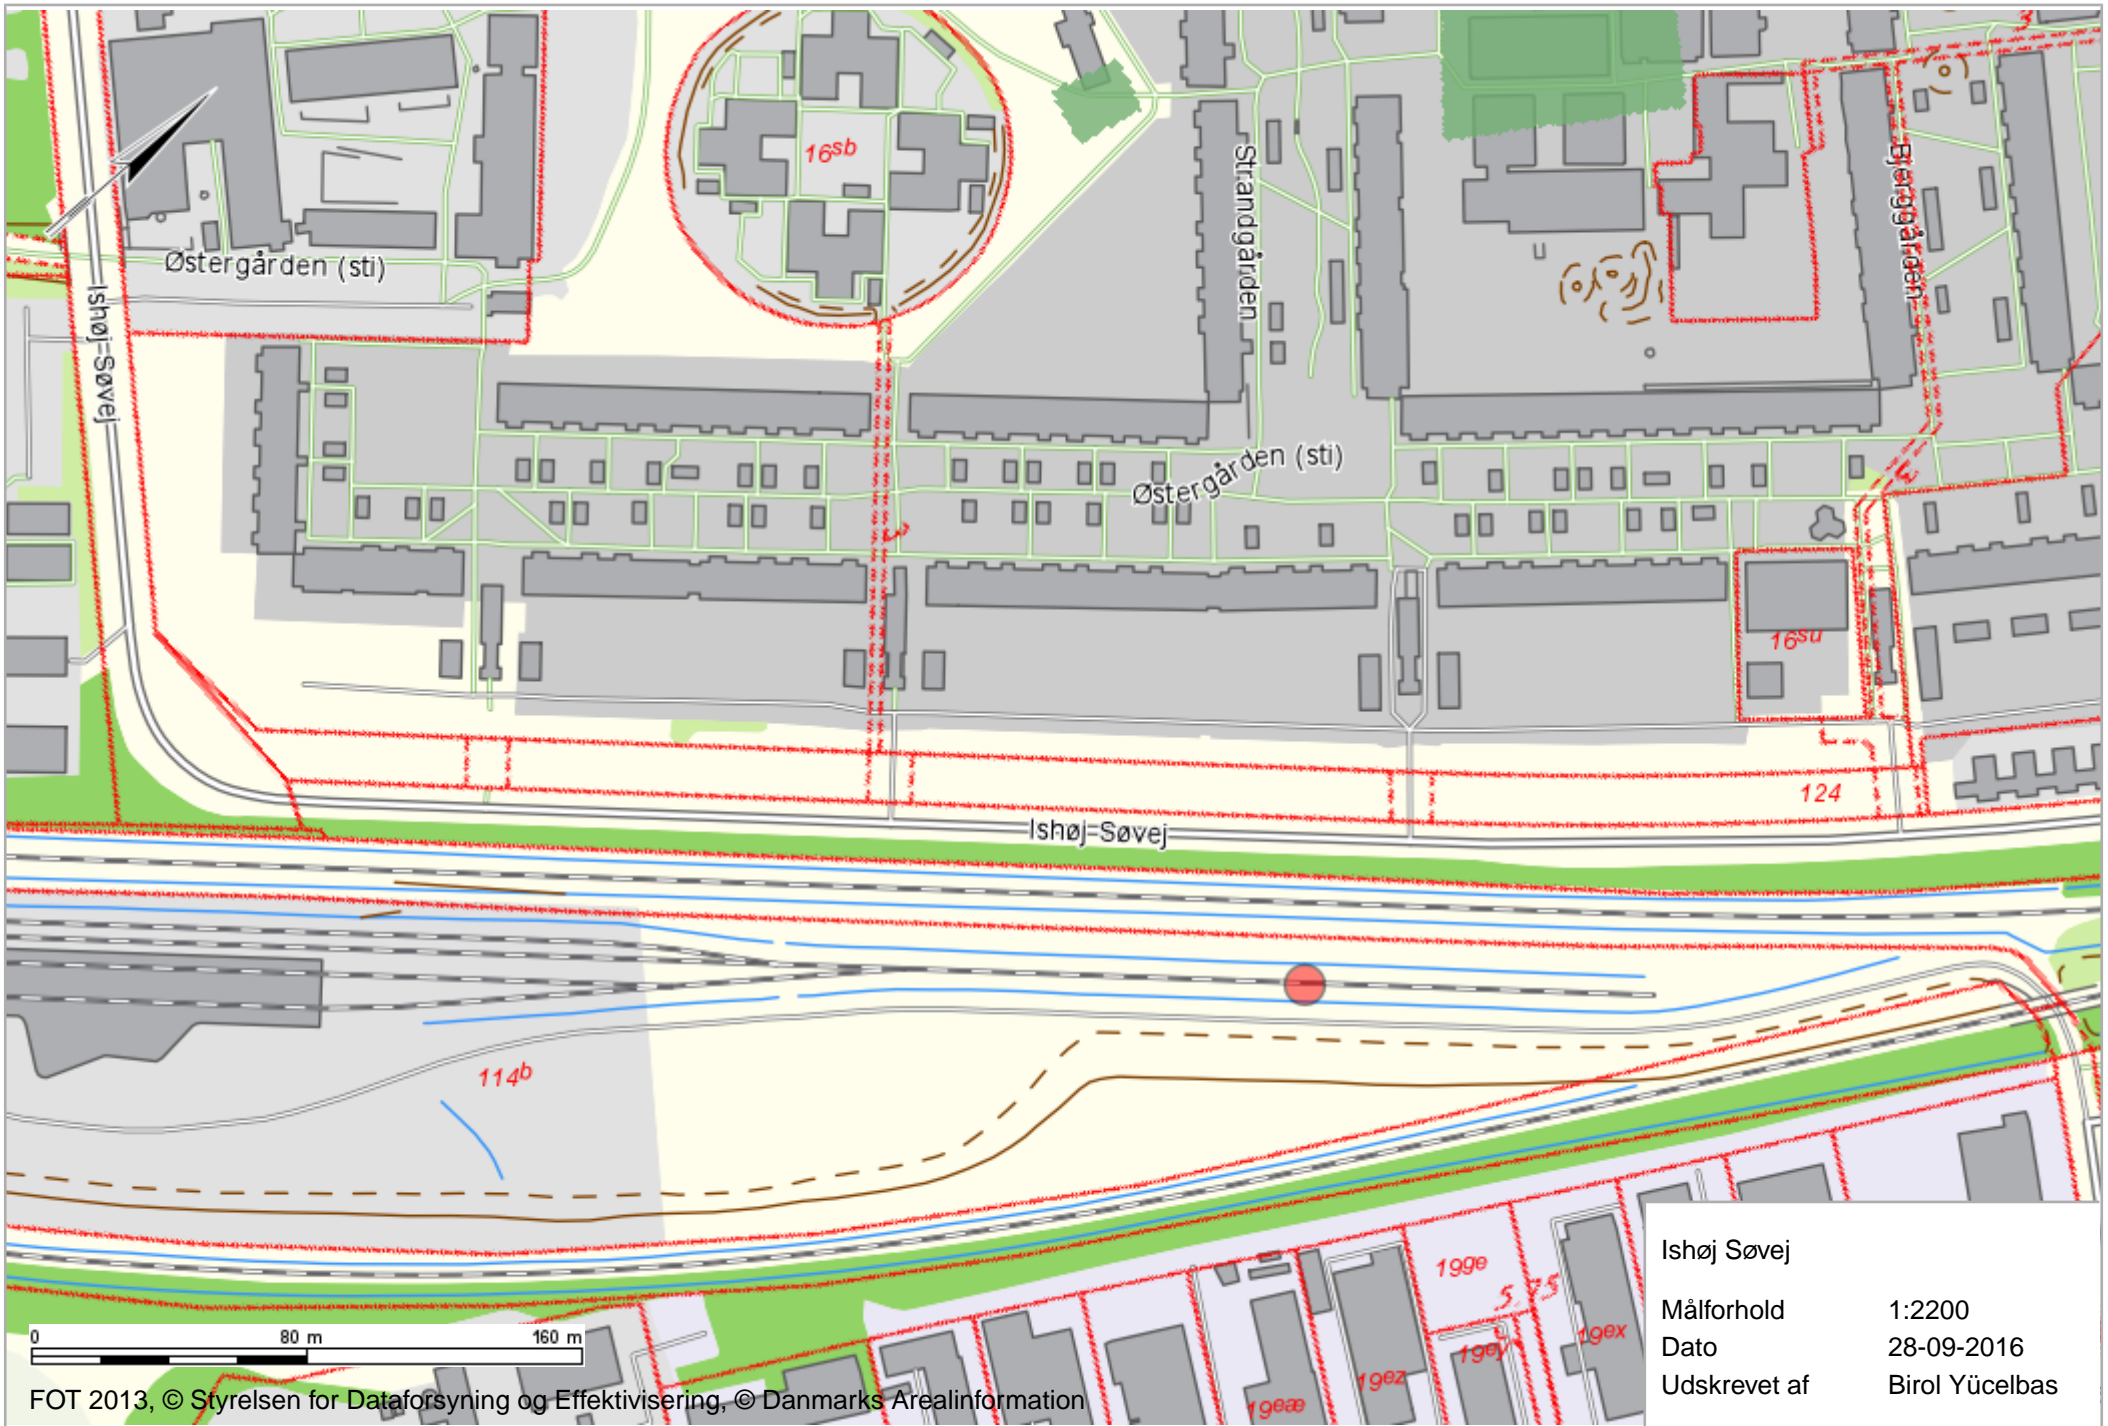 16sb
Strandgården
Bjerggården
Østergården (sti)
Ishøj Søvej
Østergården (sti)
16su
124
Ishøj Søvej
114b
19ge
19ex
19ey
19ez
19eæ
Ishøj Søvej
Målforhold 1:2200
Dato 28-09-2016
Udskrevet af Birol Yücelbas
0 80 m 160 m
FOT 2013, © Styrelsen for Dataforsyning og Effektivisering, © Danmarks Arealinformation